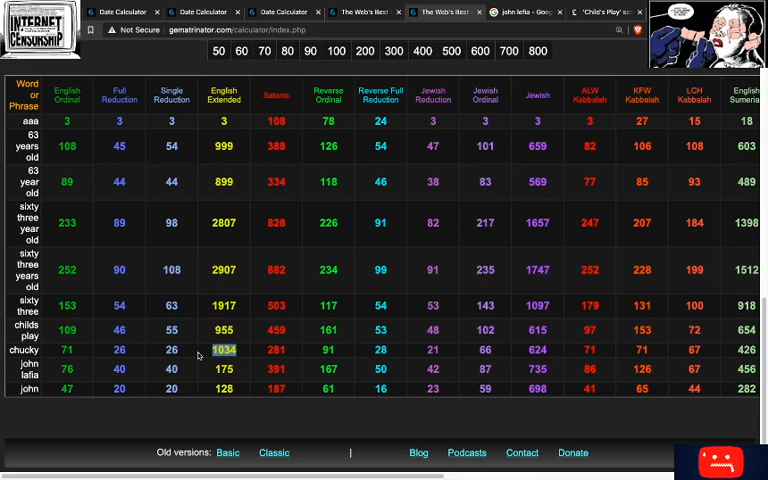 INTERNET
CENSORSHIP
Date Calculator
Date Calculator
Date Calculator
The Web's Best
The Web's Best
john lefia - Goo
'Child's Play' sc
Not Secure gematrinator.com/calculator/index.php
50 60 70 80 90 100 200 300 400 500 600 700 800
Word or Phrase English Ordinal Full Reduction Single Reduction English Extended Satanic Reverse Ordinal Reverse Full Reduction Jewish Reduction Jewish Ordinal Jewish ALW Kabbalah KFW Kabbalah LCH Kabbalah English Sumeria
aaa 3 3 3 3 108 78 24 3 3 3 3 27 15 18
63 years old 108 45 54 999 388 126 54 47 101 659 82 106 108 603
63 year old 89 44 44 899 334 118 46 38 83 569 77 85 93 489
sixty three year old 233 89 98 2807 828 226 91 82 217 1657 247 207 184 1398
sixty three years old 252 90 108 2907 882 234 99 91 235 1747 252 228 199 1512
sixty three 153 54 63 1917 503 117 54 53 143 1097 179 131 100 918
childs play 109 46 55 955 459 161 53 48 102 615 97 153 72 654
chucky 71 26 26 1034 281 91 28 21 66 624 71 71 67 426
john lafia 76 40 40 175 391 167 50 42 87 735 86 126 67 456
john 47 20 20 128 187 61 16 23 59 698 41 65 44 282
Old versions: Basic Classic | Blog Podcasts Contact Donate